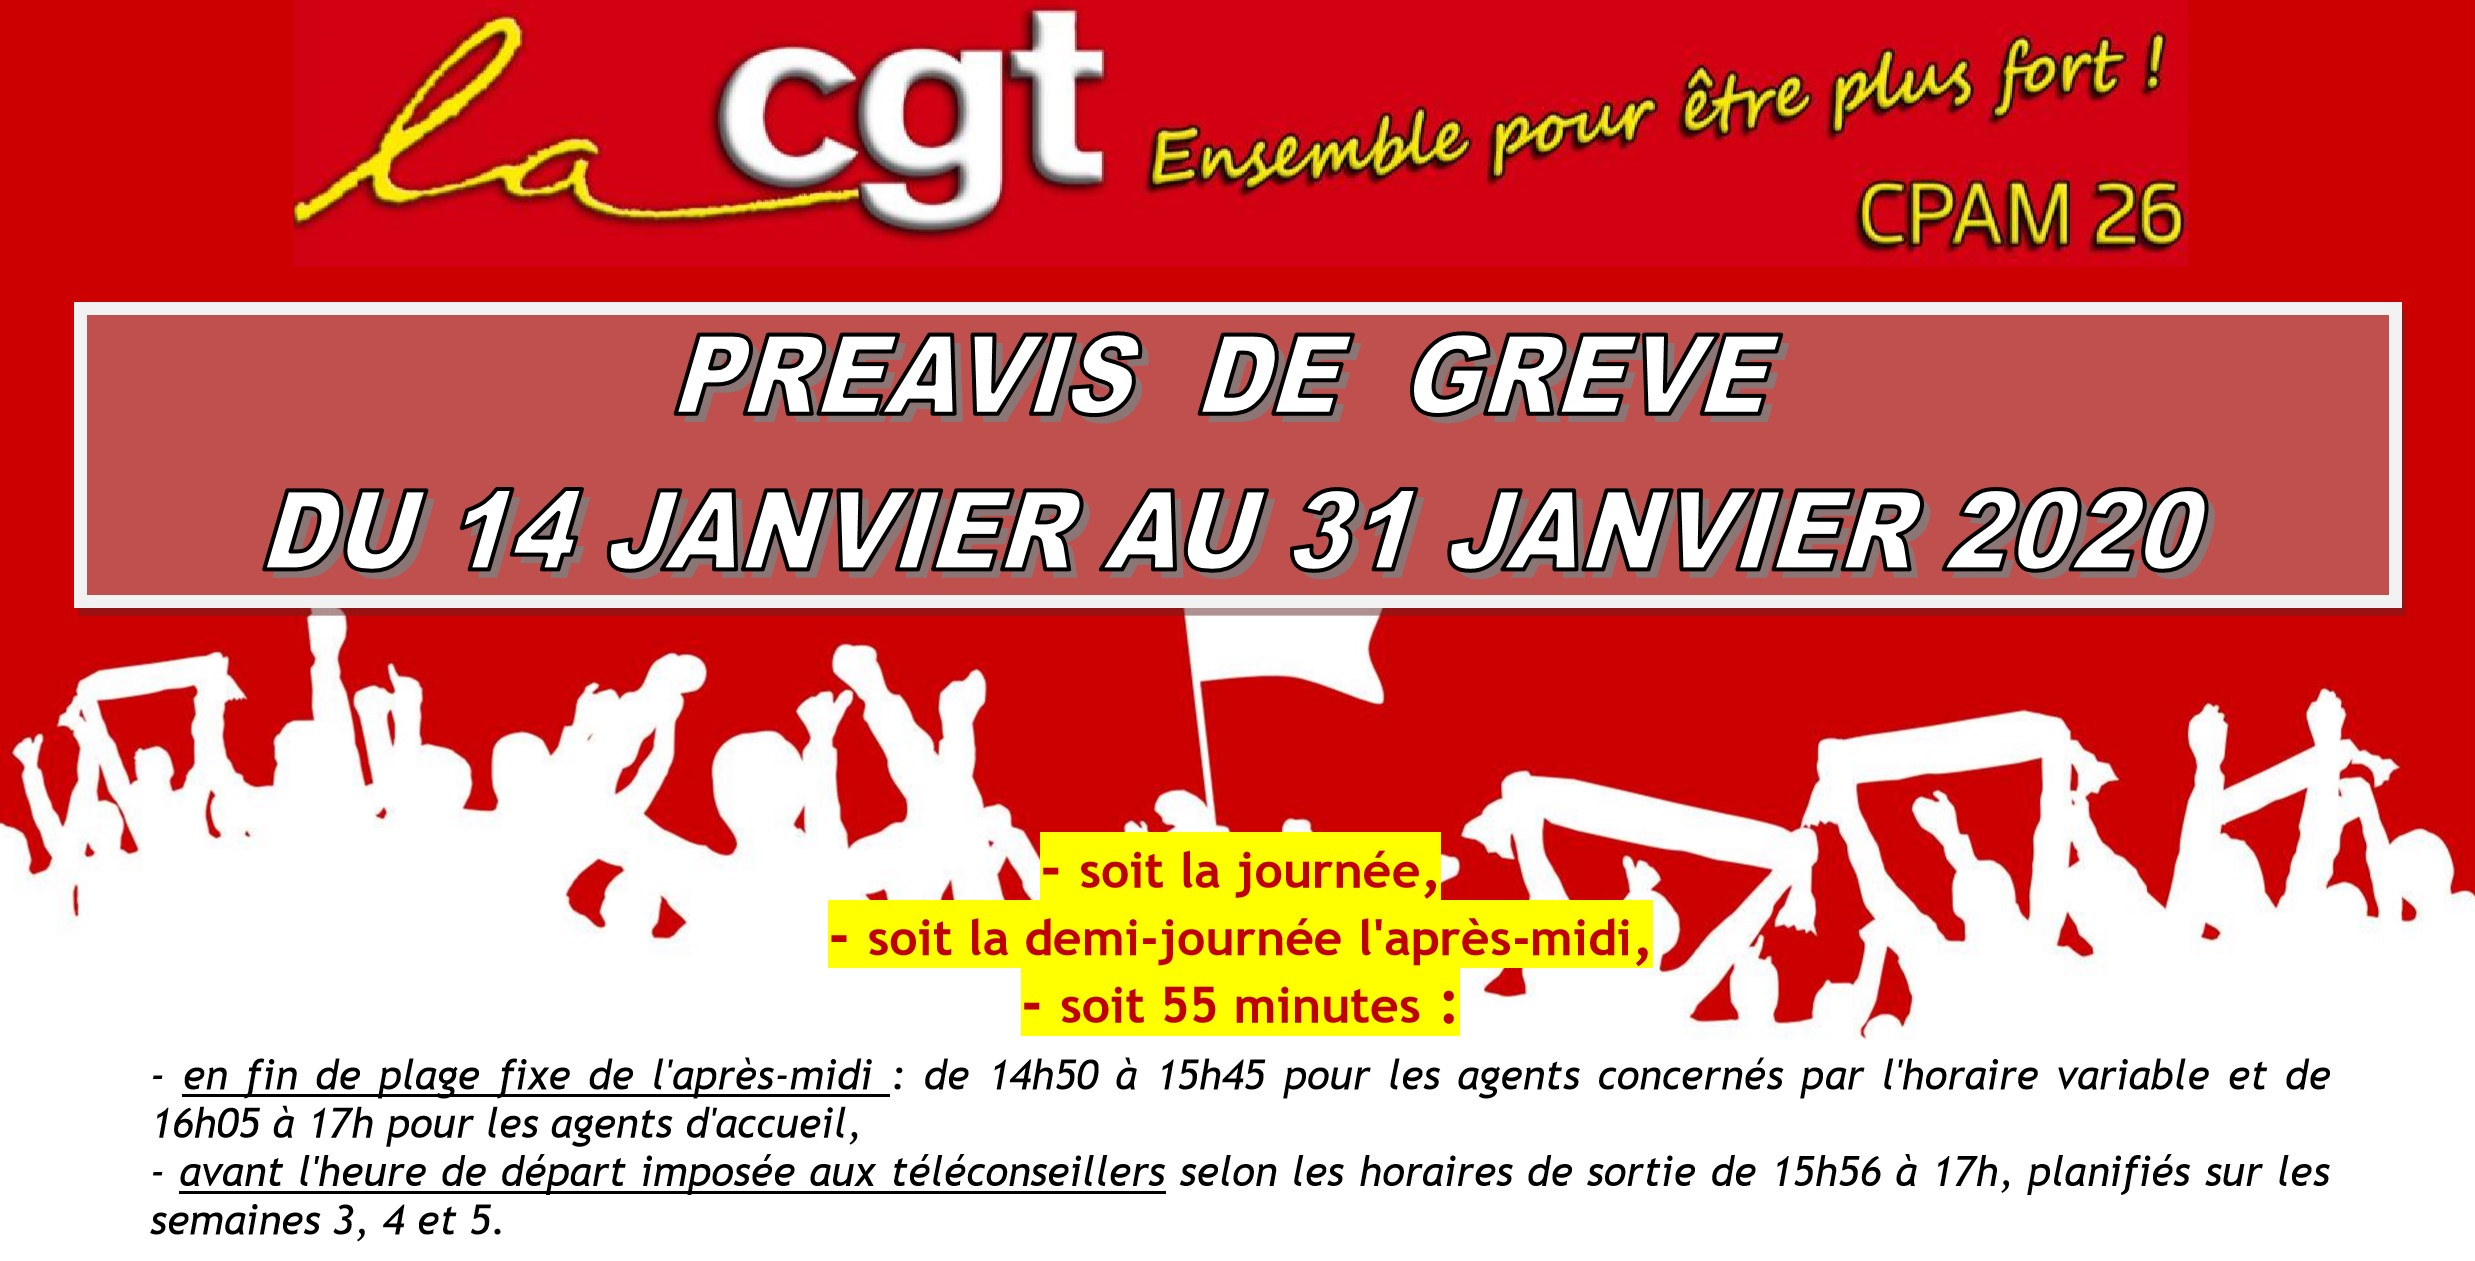 la cgt Ensemble pour être plus fort !
CPAM 26
PREAVIS DE GREVE
DU 14 JANVIER AU 31 JANVIER 2020
- soit la journée,
- soit la demi-journée l'après-midi,
- soit 55 minutes :
- en fin de plage fixe de l'après-midi : de 14h50 à 15h45 pour les agents concernés par l'horaire variable et de
16h05 à 17h pour les agents d'accueil,
- avant l'heure de départ imposée aux téléconseillers selon les horaires de sortie de 15h56 à 17h, planifiés sur les
semaines 3, 4 et 5.